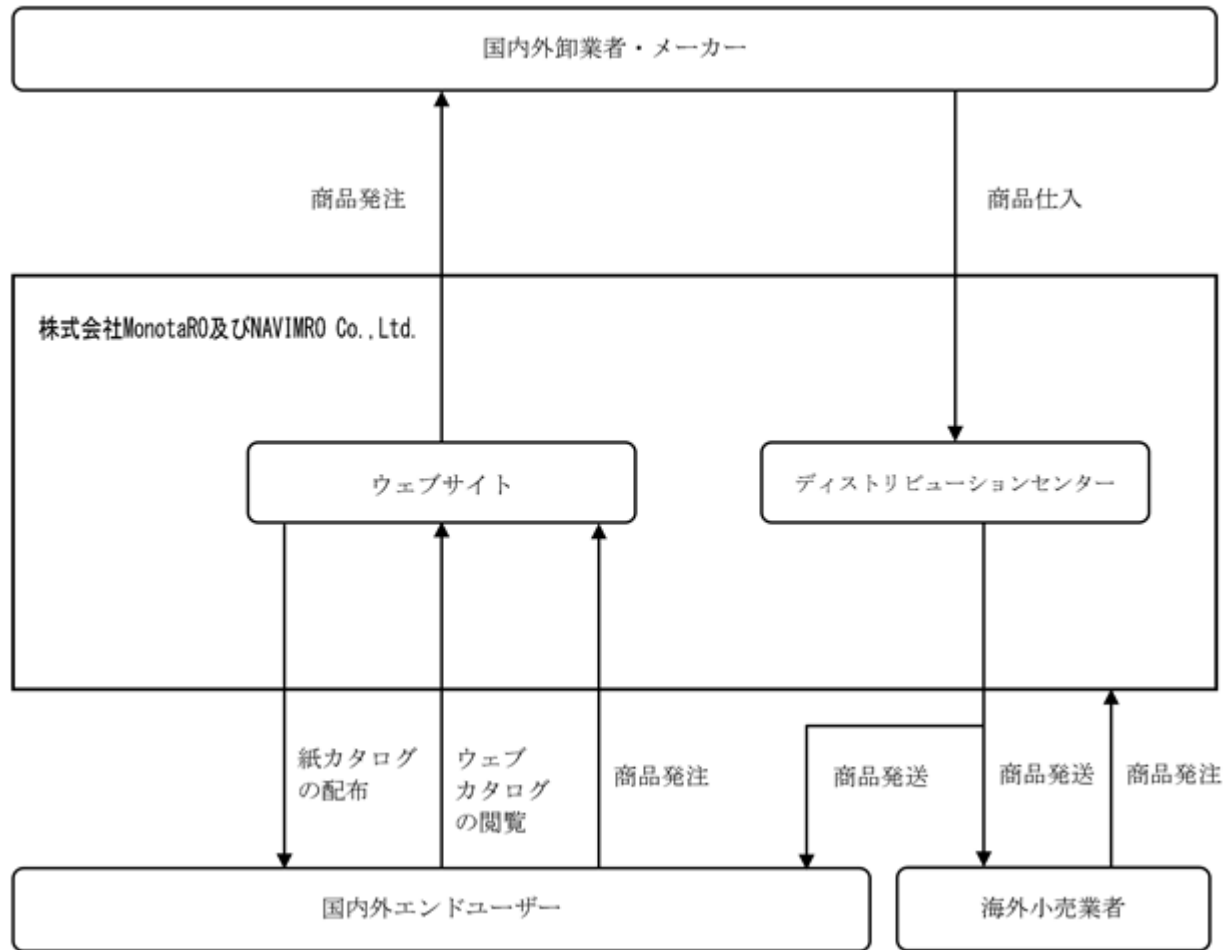 国内外卸業者・メーカー
商品発注
商品仕入
株式会社MonotaRO及びNAVIMRO Co.,Ltd.
ウェブサイト
ディストリビューションセンター
紙カタログ
の配布
ウェブ
カタログ
の閲覧
商品発注
商品発送
商品発送
商品発注
国内外エンドユーザー
海外小売業者